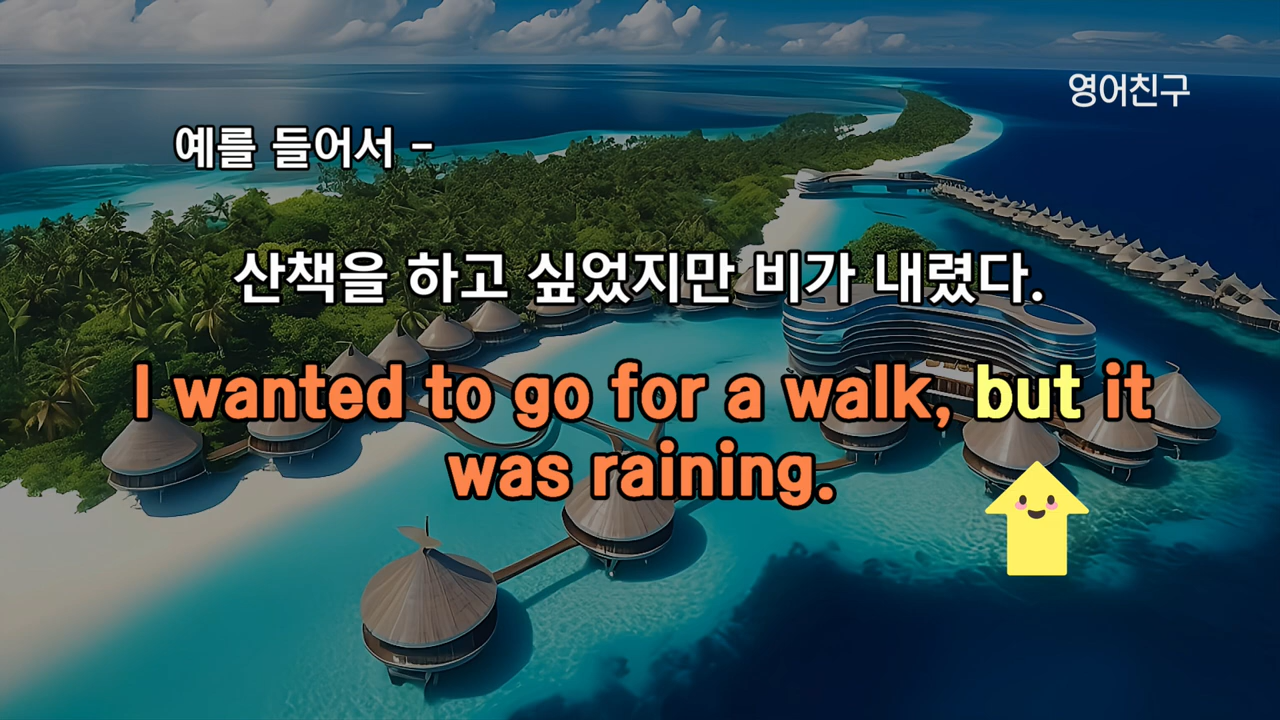 영어친구
예를 들어서 -
산책을 하고 싶었지만 비가 내렸다.
I wanted to go for a walk, but it
was raining.